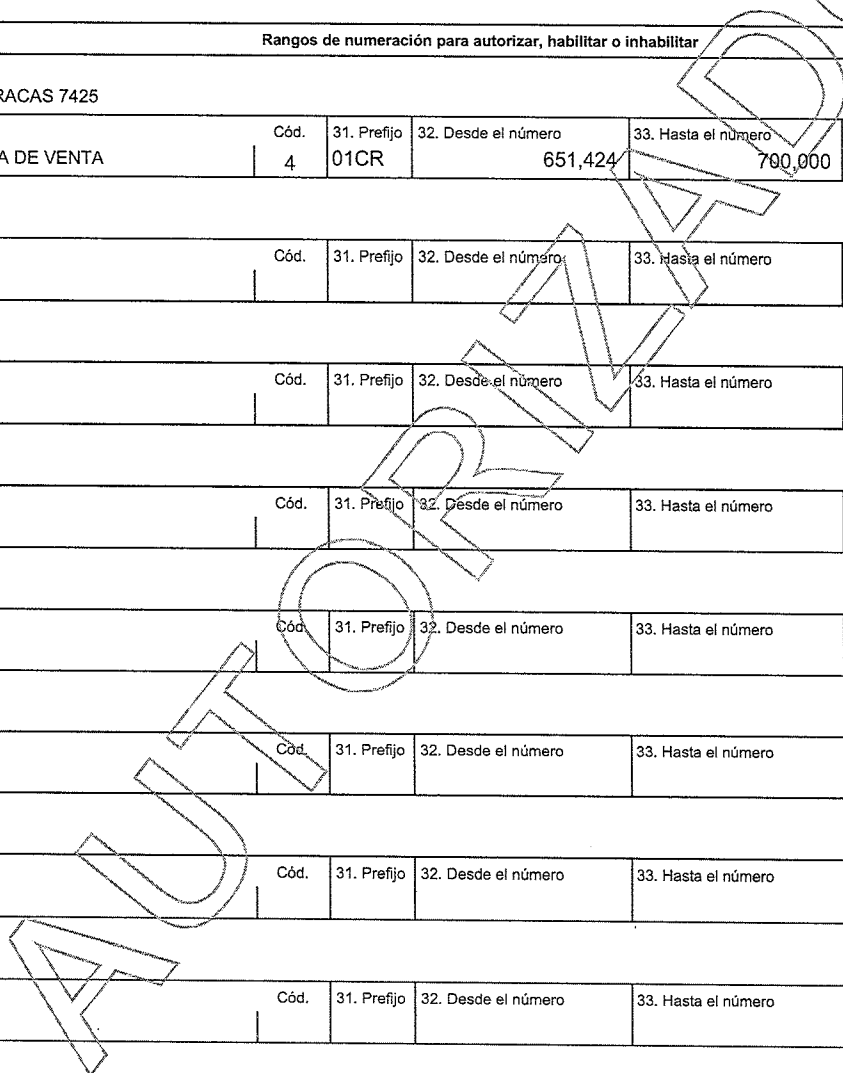 Rangos de numeración para autorizar, habilitar o inhabilitar
RACAS 7425
Cód. 31. Prefijo 32. Desde el número 33. Hasta el número
A DE VENTA 4 01CR 651,424 700,000
Cód. 31. Prefijo 32. Desde el número 33. Hasta el número
Cód. 31. Prefijo 32. Desde el número 33. Hasta el número
Cód. 31. Prefijo 32. Desde el número 33. Hasta el número
Cód. 31. Prefijo 32. Desde el número 33. Hasta el número
Cód. 31. Prefijo 32. Desde el número 33. Hasta el número
Cód. 31. Prefijo 32. Desde el número 33. Hasta el número
Cód. 31. Prefijo 32. Desde el número 33. Hasta el número
AUTORIZAD